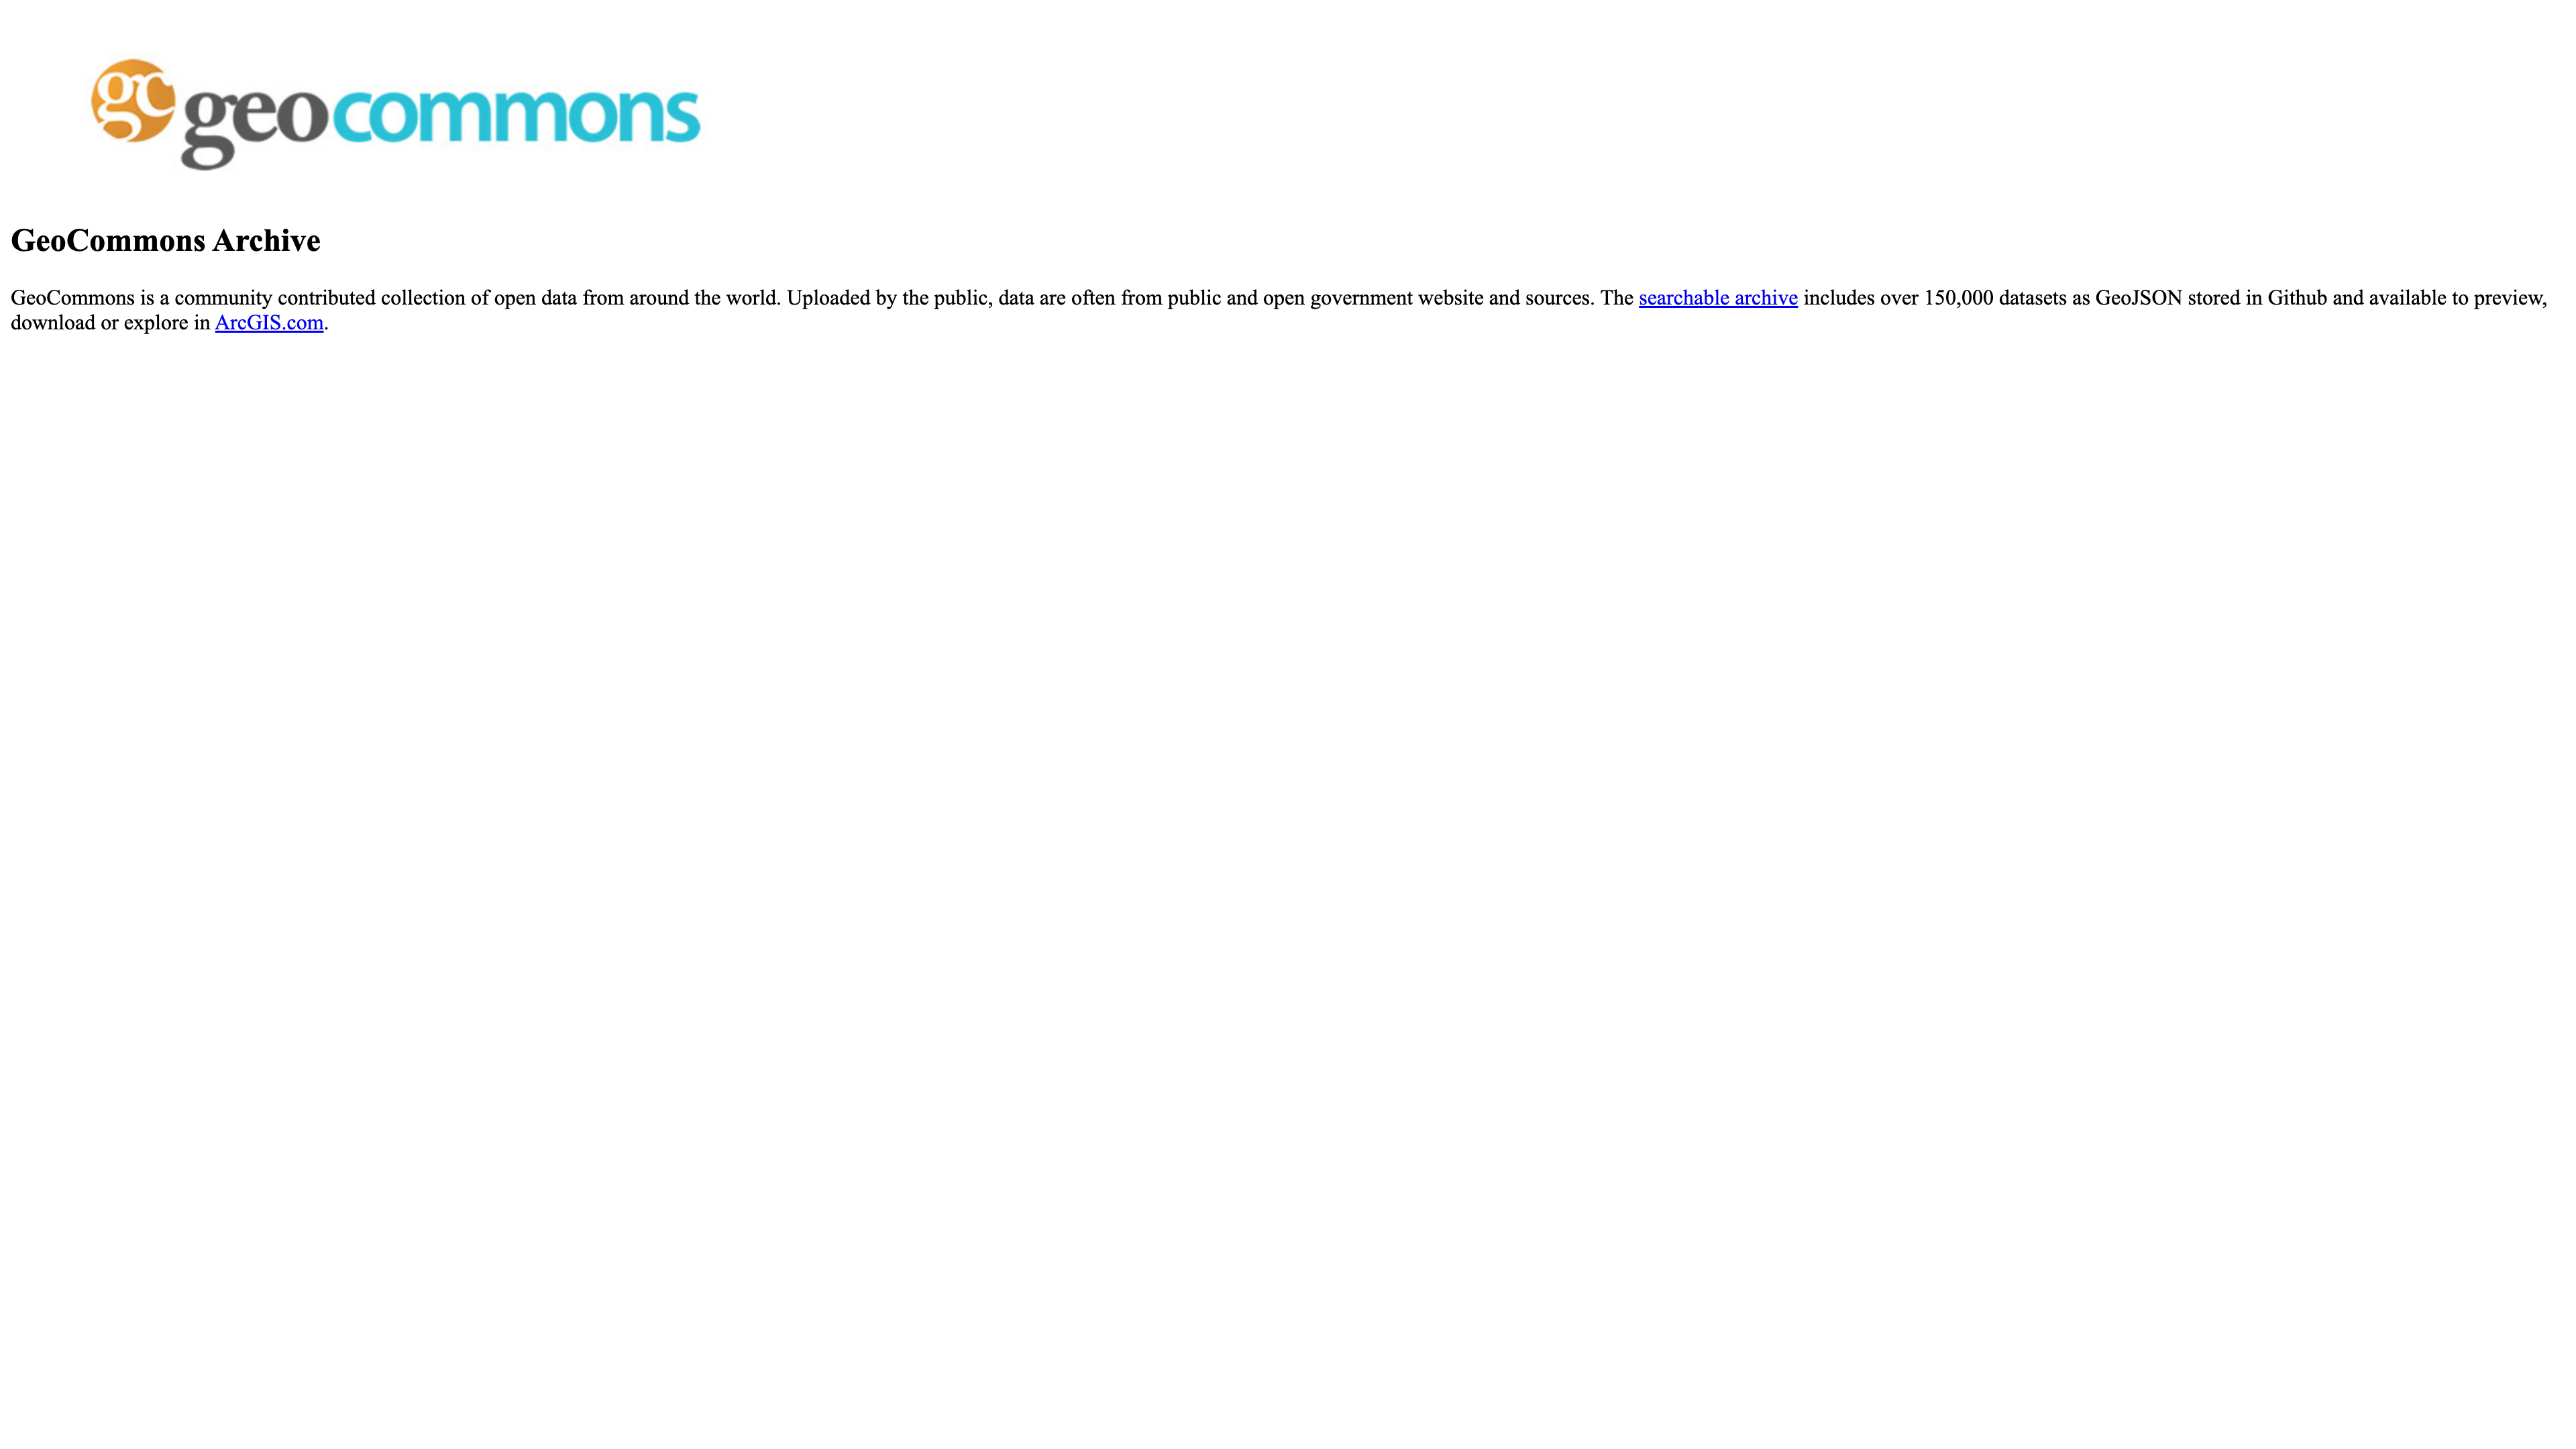 gc geocommons
GeoCommons Archive
GeoCommons is a community contributed collection of open data from around the world. Uploaded by the public, data are often from public and open government website and sources. The searchable archive includes over 150,000 datasets as GeoJSON stored in Github and available to preview,
download or explore in ArcGIS.com.